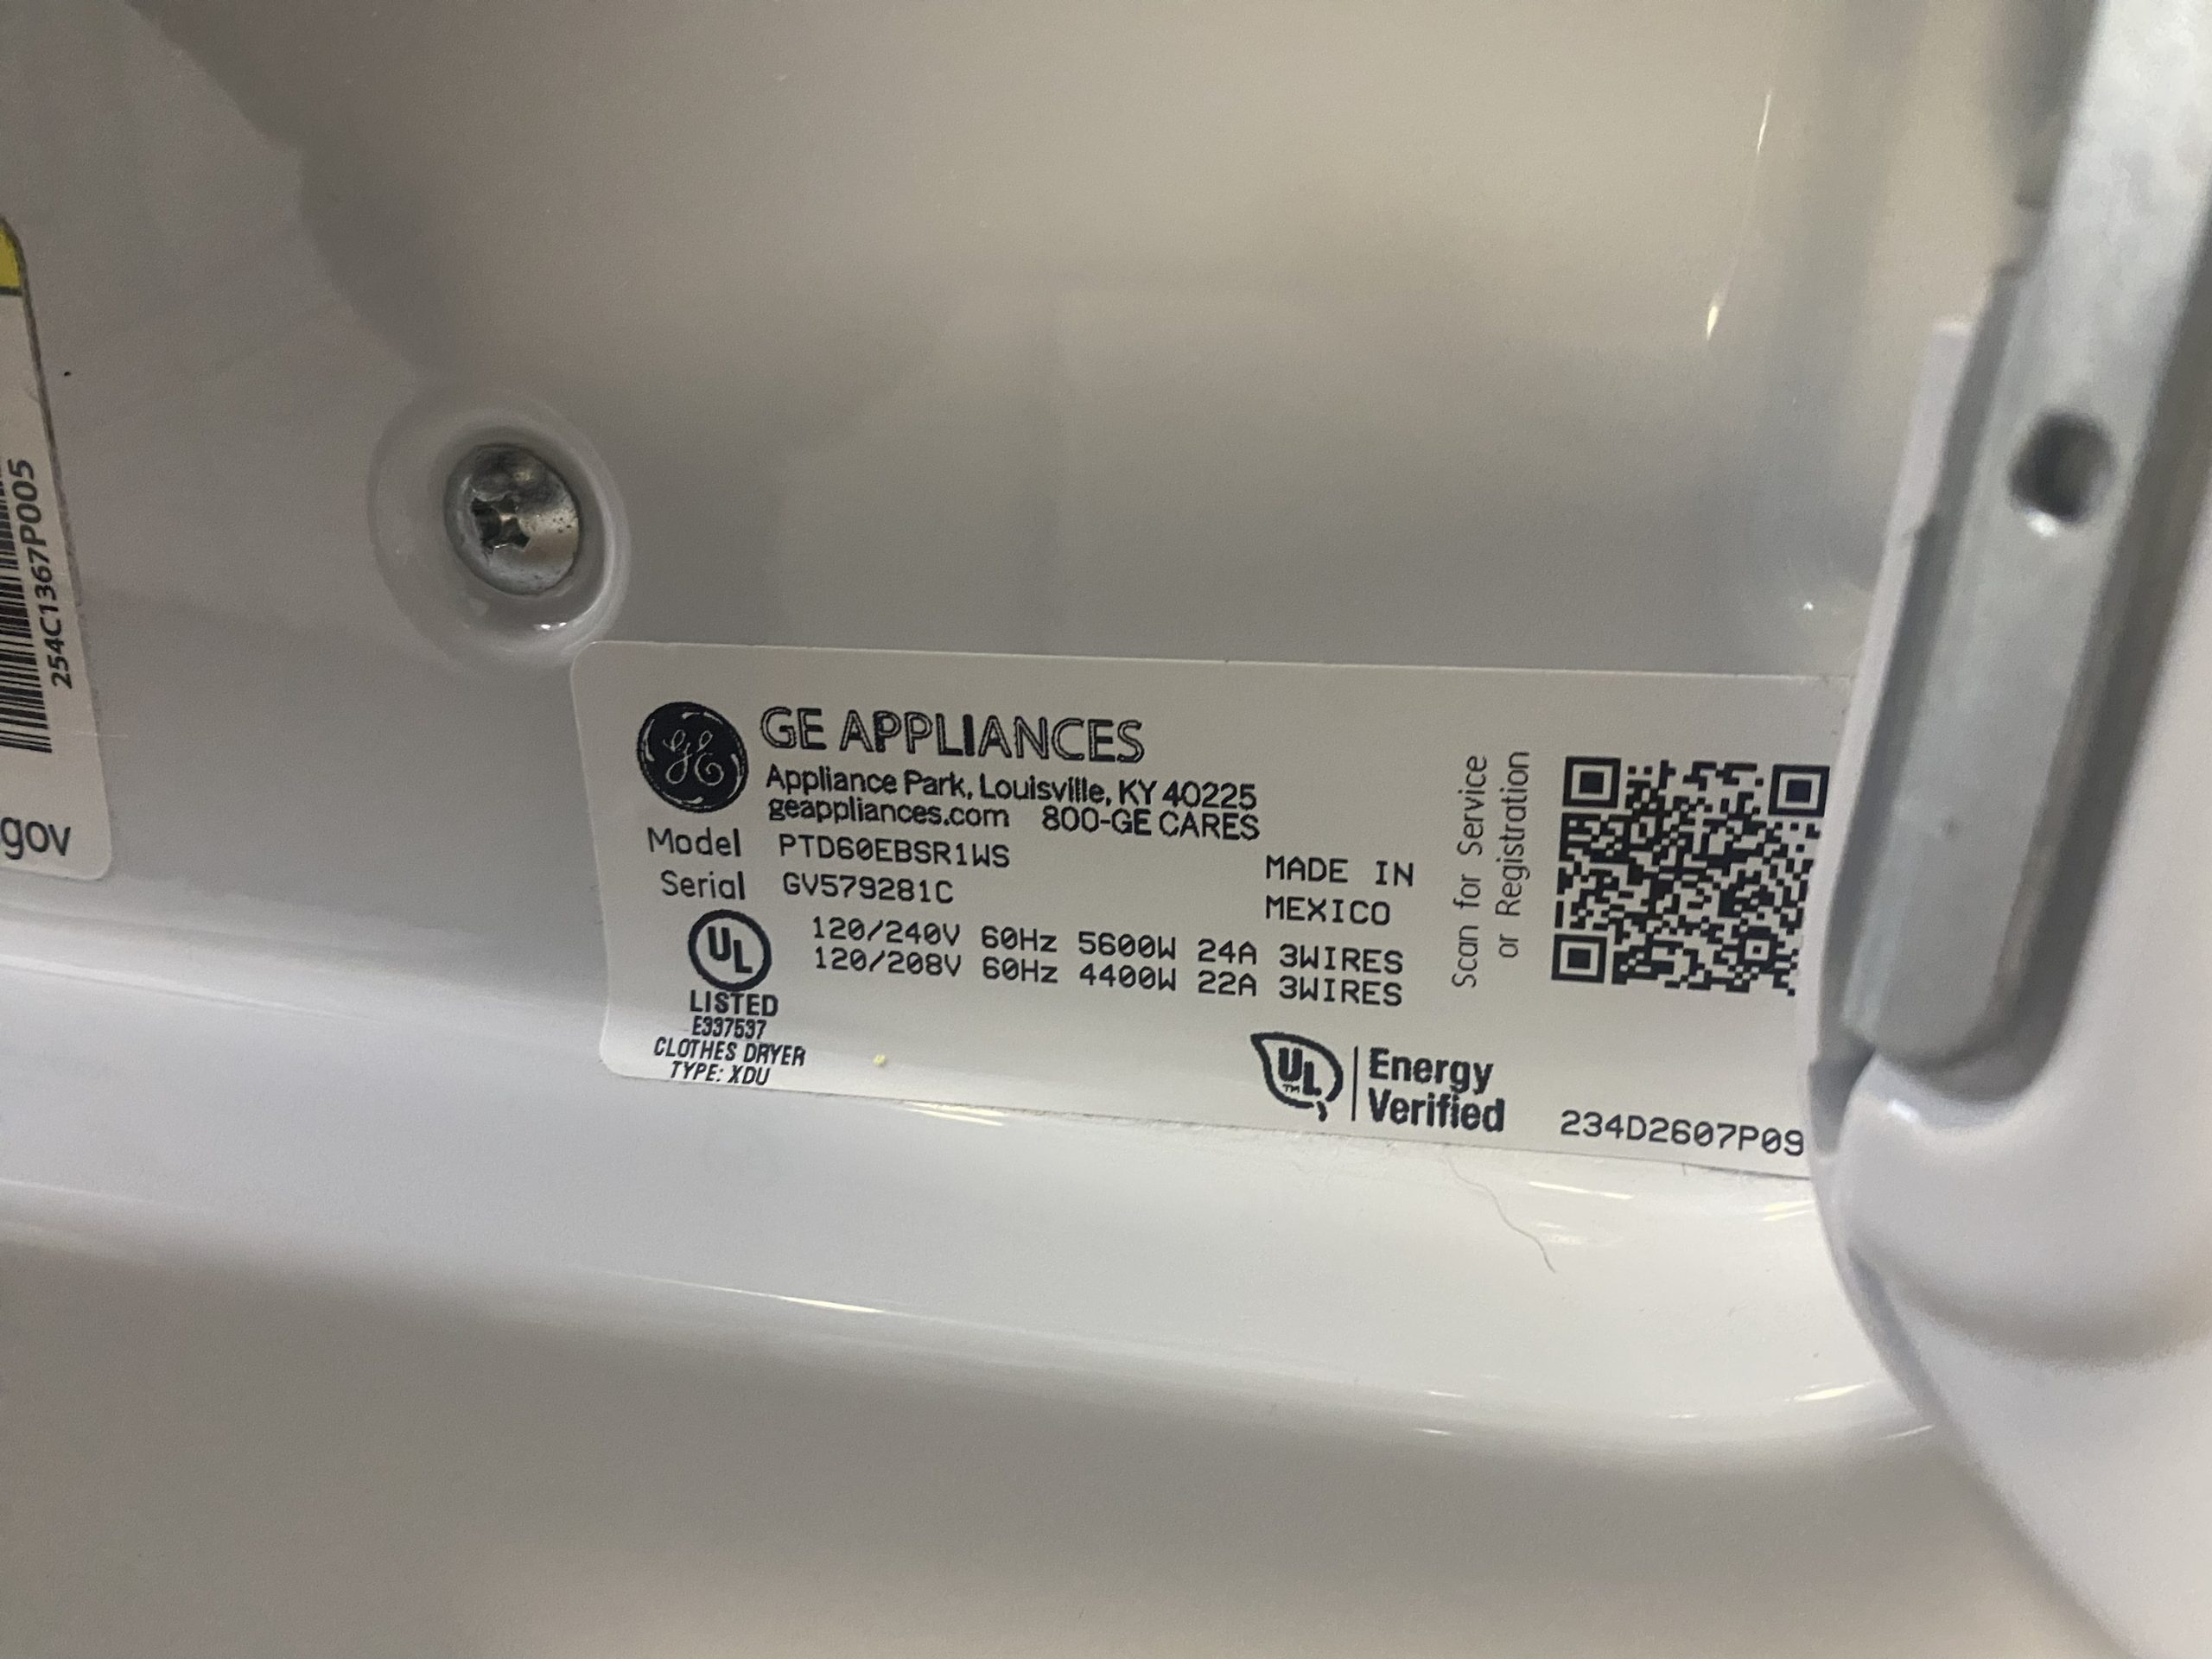 254C1367P005
gov
GE APPLIANCES
Appliance Park, Louisville, KY 40225
geappliances.com 800-GE CARES
Model PTD60EBSR1WS
Serial GV579281C
MADE IN
MEXICO
120/240V 60Hz 5600W 24A 3WIRES
120/208V 60Hz 4400W 22A 3WIRES
UL
LISTED
E337537
CLOTHES DRYER
TYPE: XDU
Scan for Service
or Registration
UL™ Energy
Verified
234D2607P09